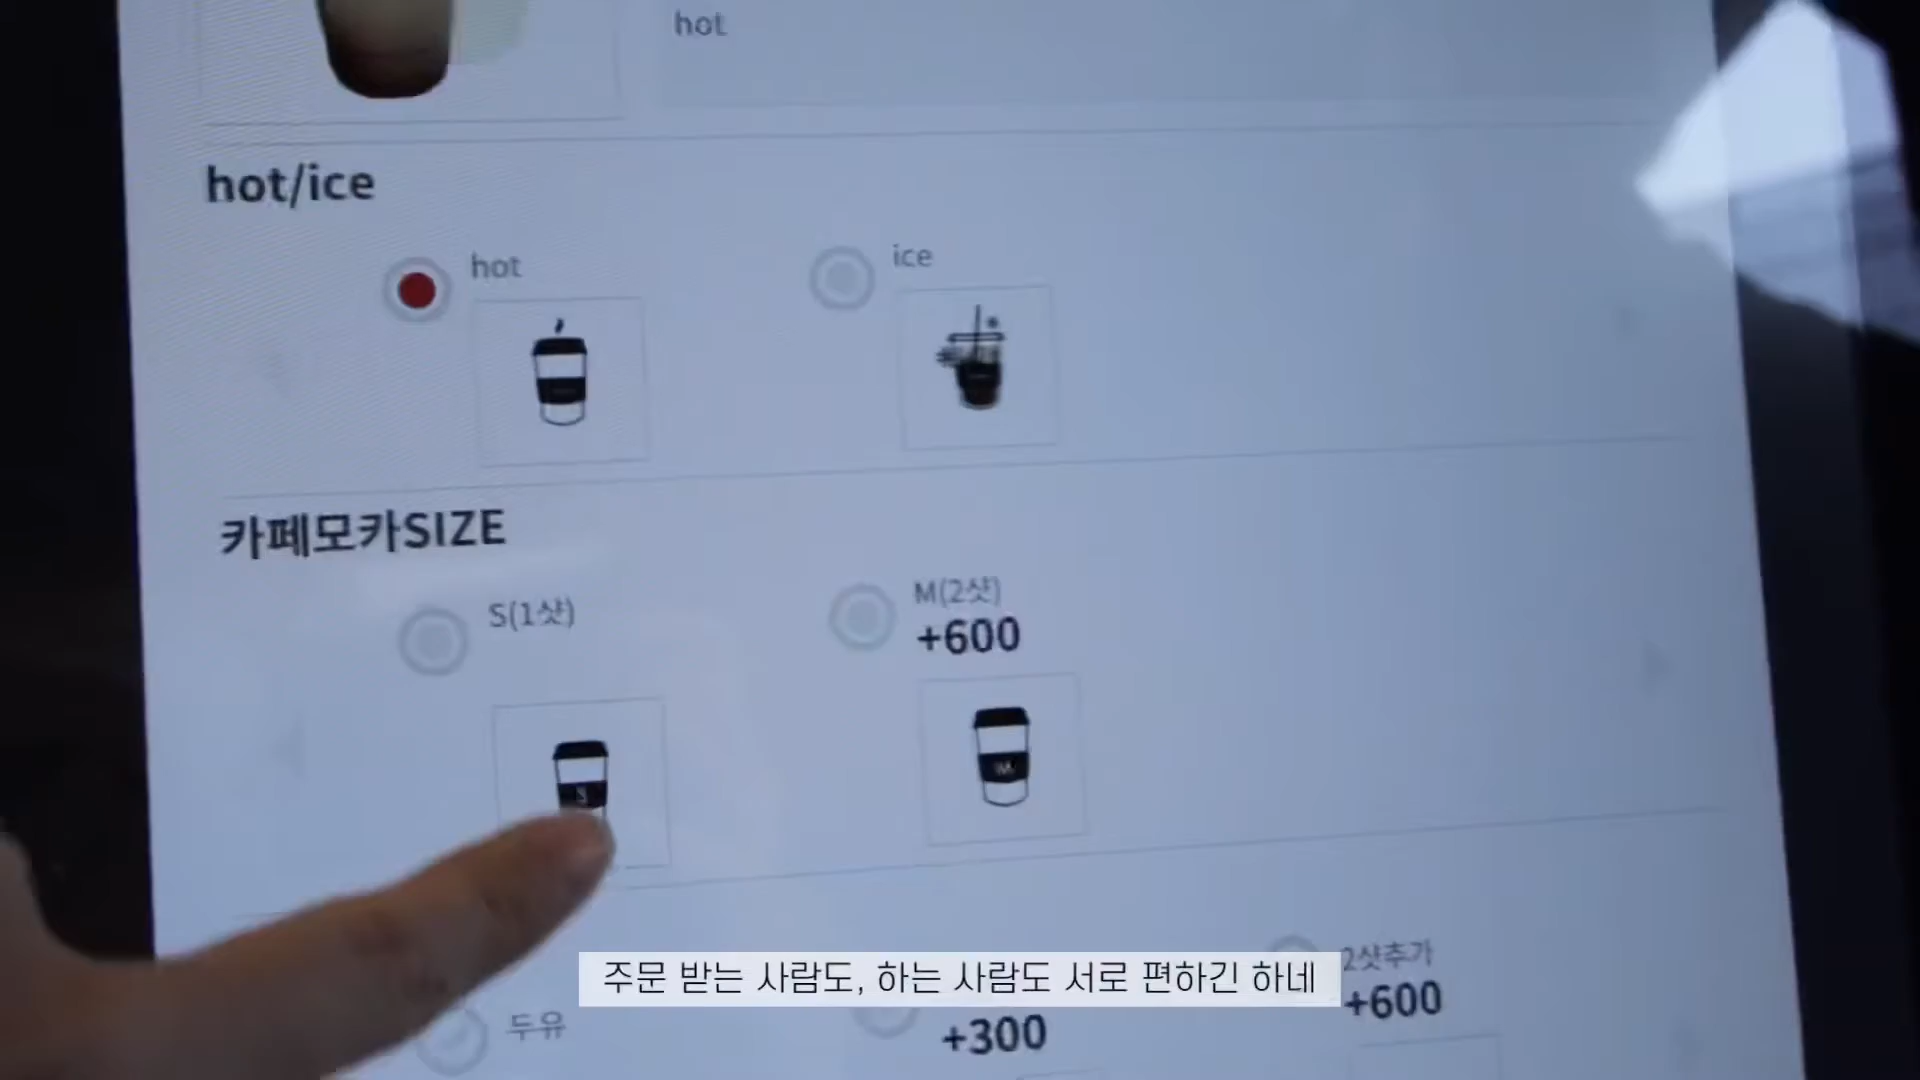 hot
hot/ice
hot
ice
카페모카SIZE
S(1샷)
M(2샷)
+600
S
M
2샷추가
+600
두유
+300
주문 받는 사람도, 하는 사람도 서로 편하긴 하네